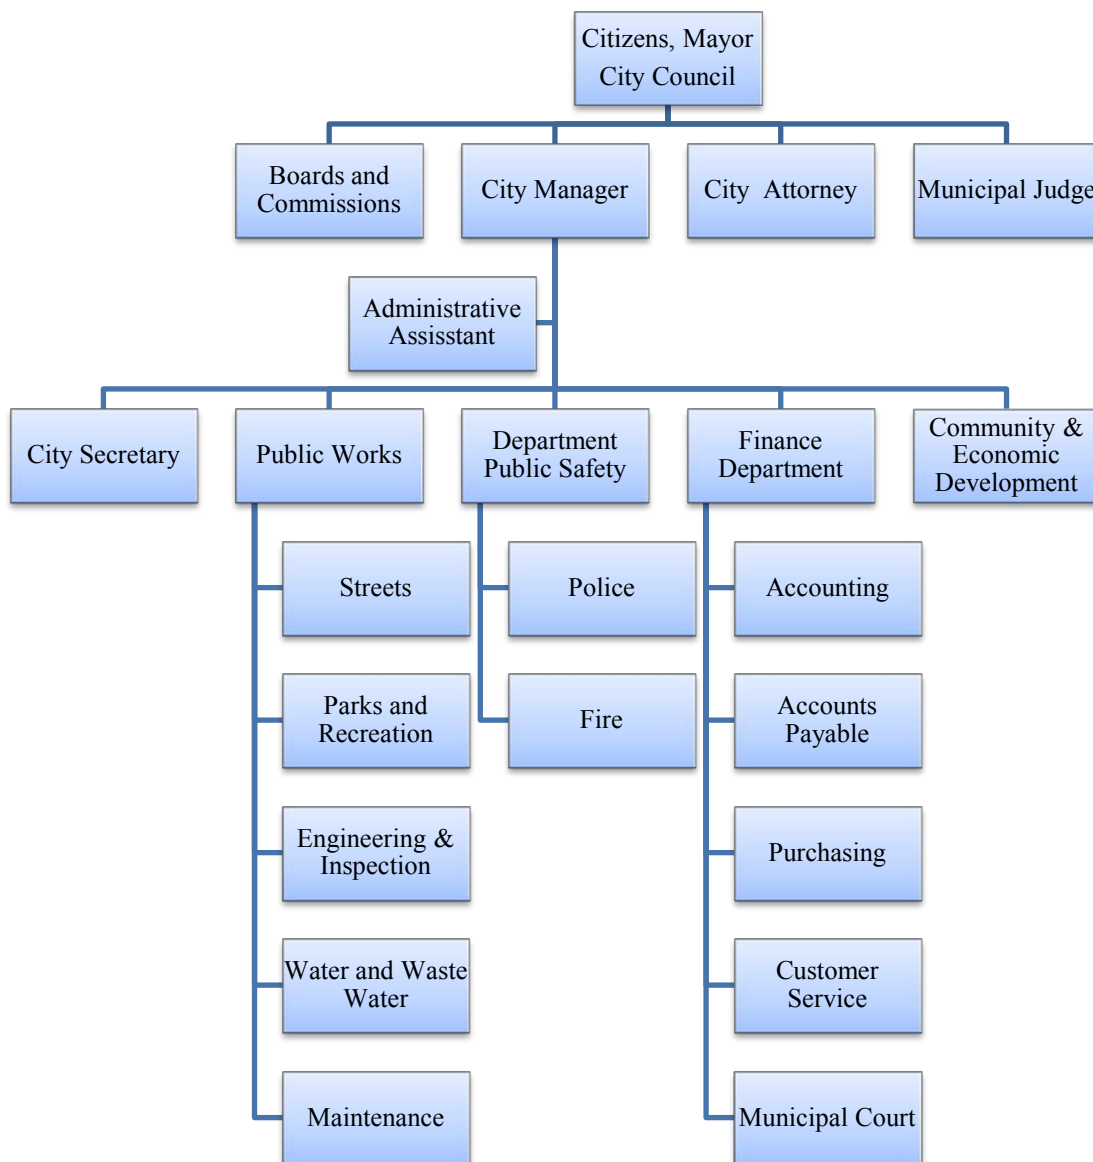 Citizens, Mayor
City Council
Boards and
Commissions
City Manager
City Attorney
Municipal Judge
Administrative
Assisstant
City Secretary
Public Works
Department
Public Safety
Finance
Department
Community &
Economic
Development
Streets
Police
Accounting
Parks and
Recreation
Fire
Accounts
Payable
Engineering &
Inspection
Purchasing
Water and Waste
Water
Customer
Service
Maintenance
Municipal Court